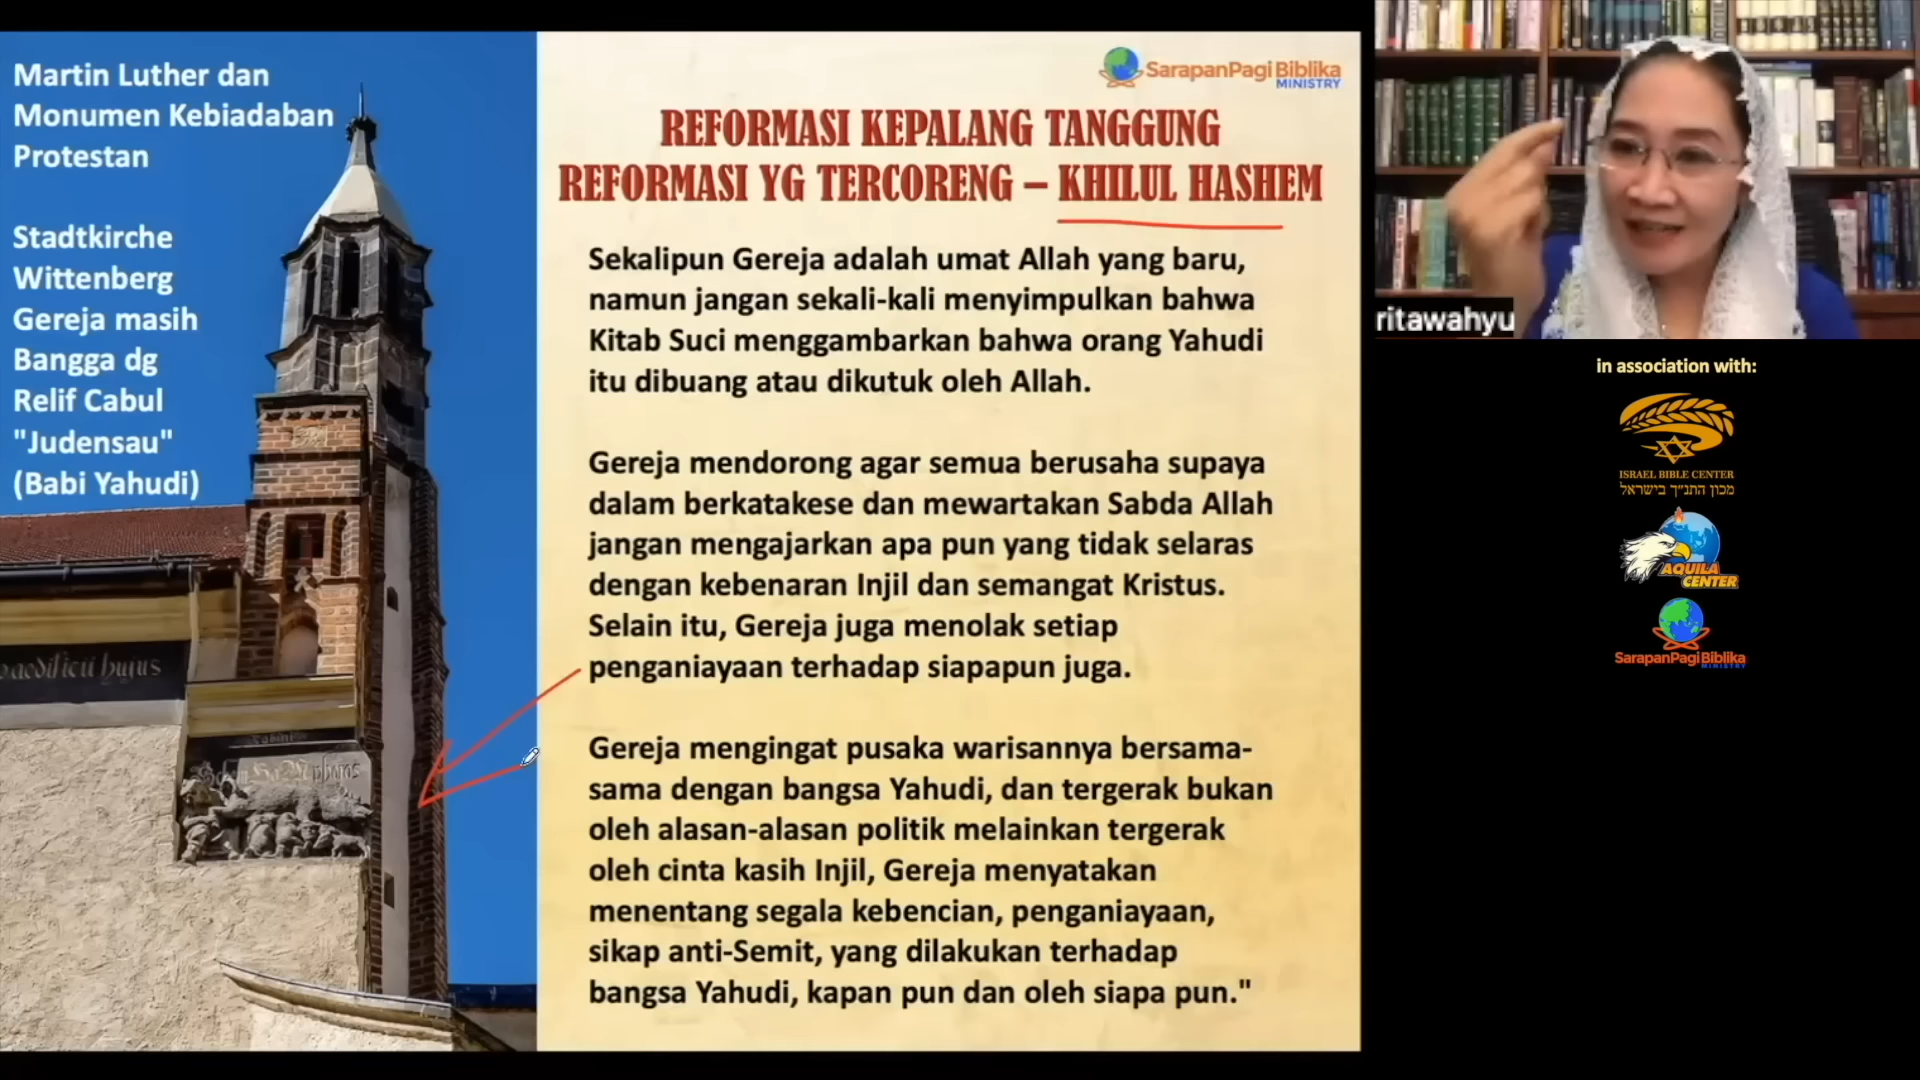 Martin Luther dan
Monumen Kebiadaban
Protestan
Stadtkirche
Wittenberg
Gereja masih
Bangga dg
Relif Cabul
"Judensau"
(Babi Yahudi)
SarapanPagi Biblika
MINISTRY
REFORMASI KEPALANG TANGGUNG
REFORMASI YG TERCORENG – KHILUL HASHEM
Sekalipun Gereja adalah umat Allah yang baru,
namun jangan sekali-kali menyimpulkan bahwa
Kitab Suci menggambarkan bahwa orang Yahudi
itu dibuang atau dikutuk oleh Allah.
Gereja mendorong agar semua berusaha supaya
dalam berkatakese dan mewartakan Sabda Allah
jangan mengajarkan apa pun yang tidak selaras
dengan kebenaran Injil dan semangat Kristus.
Selain itu, Gereja juga menolak setiap
penganiayaan terhadap siapapun juga.
Gereja mengingat pusaka warisannya bersama-
sama dengan bangsa Yahudi, dan tergerak bukan
oleh alasan-alasan politik melainkan tergerak
oleh cinta kasih Injil, Gereja menyatakan
menentang segala kebencian, penganiayaan,
sikap anti-Semit, yang dilakukan terhadap
bangsa Yahudi, kapan pun dan oleh siapa pun."
ritawahyu
in association with:
ISRAEL BIBLE CENTER
מכון התנ״ך בישראל
AQUILA
CENTER
SarapanPagi Biblika
MINISTRY